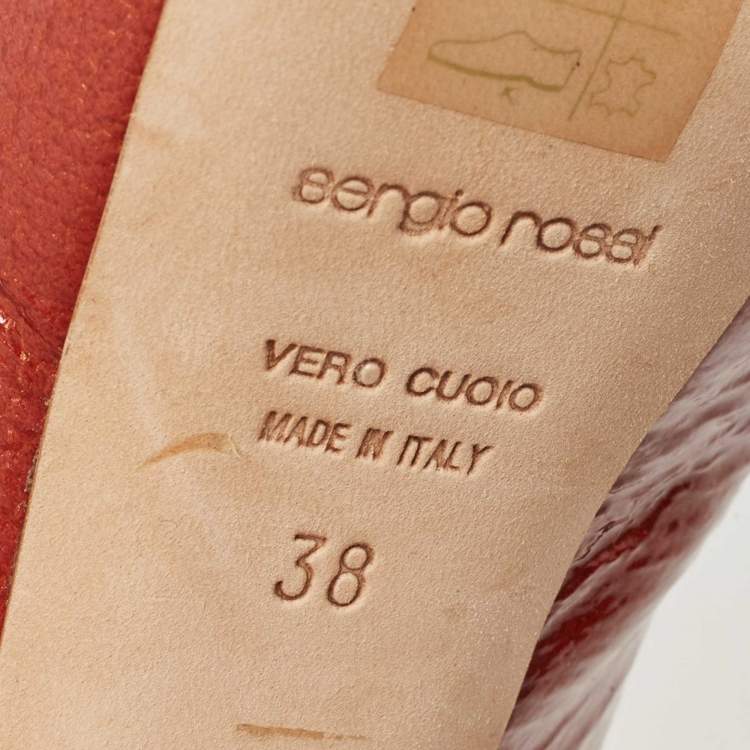 sergio rossi
VERO CUOIO
MADE IN ITALY
38